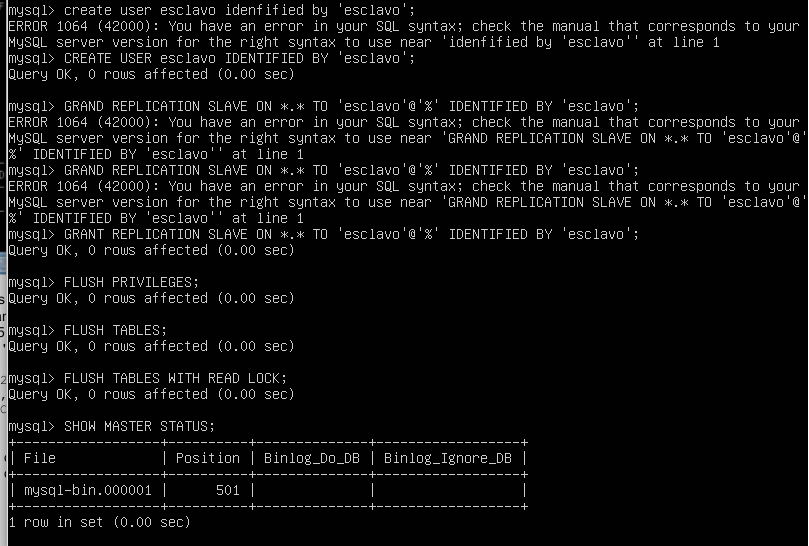 mysql> create user esclavo idenfified by 'esclavo';
ERROR 1064 (42000): You have an error in your SQL syntax; check the manual that corresponds to your
MySQL server version for the right syntax to use near 'idenfified by 'esclavo'' at line 1
mysql> CREATE USER esclavo IDENTIFIED BY 'esclavo';
Query OK, 0 rows affected (0.00 sec)
mysql> GRAND REPLICATION SLAVE ON *.* TO 'esclavo'@'%' IDENTIFIED BY 'esclavo';
ERROR 1064 (42000): You have an error in your SQL syntax; check the manual that corresponds to your
MySQL server version for the right syntax to use near 'GRAND REPLICATION SLAVE ON *.* TO 'esclavo'@'
%' IDENTIFIED BY 'esclavo'' at line 1
mysql> GRAND REPLICATION SLAVE ON *.* TO 'esclavo'@'%' IDENTIFIED BY 'esclavo';
ERROR 1064 (42000): You have an error in your SQL syntax; check the manual that corresponds to your
MySQL server version for the right syntax to use near 'GRAND REPLICATION SLAVE ON *.* TO 'esclavo'@'
%' IDENTIFIED BY 'esclavo'' at line 1
mysql> GRANT REPLICATION SLAVE ON *.* TO 'esclavo'@'%' IDENTIFIED BY 'esclavo';
Query OK, 0 rows affected (0.00 sec)
mysql> FLUSH PRIVILEGES;
Query OK, 0 rows affected (0.00 sec)
mysql> FLUSH TABLES;
Query OK, 0 rows affected (0.00 sec)
mysql> FLUSH TABLES WITH READ LOCK;
Query OK, 0 rows affected (0.00 sec)
mysql> SHOW MASTER STATUS;
+------------------+----------+--------------+------------------+
| File             | Position | Binlog_Do_DB | Binlog_Ignore_DB |
+------------------+----------+--------------+------------------+
| mysql-bin.000001 |      501 |              |                  |
+------------------+----------+--------------+------------------+
1 row in set (0.00 sec)